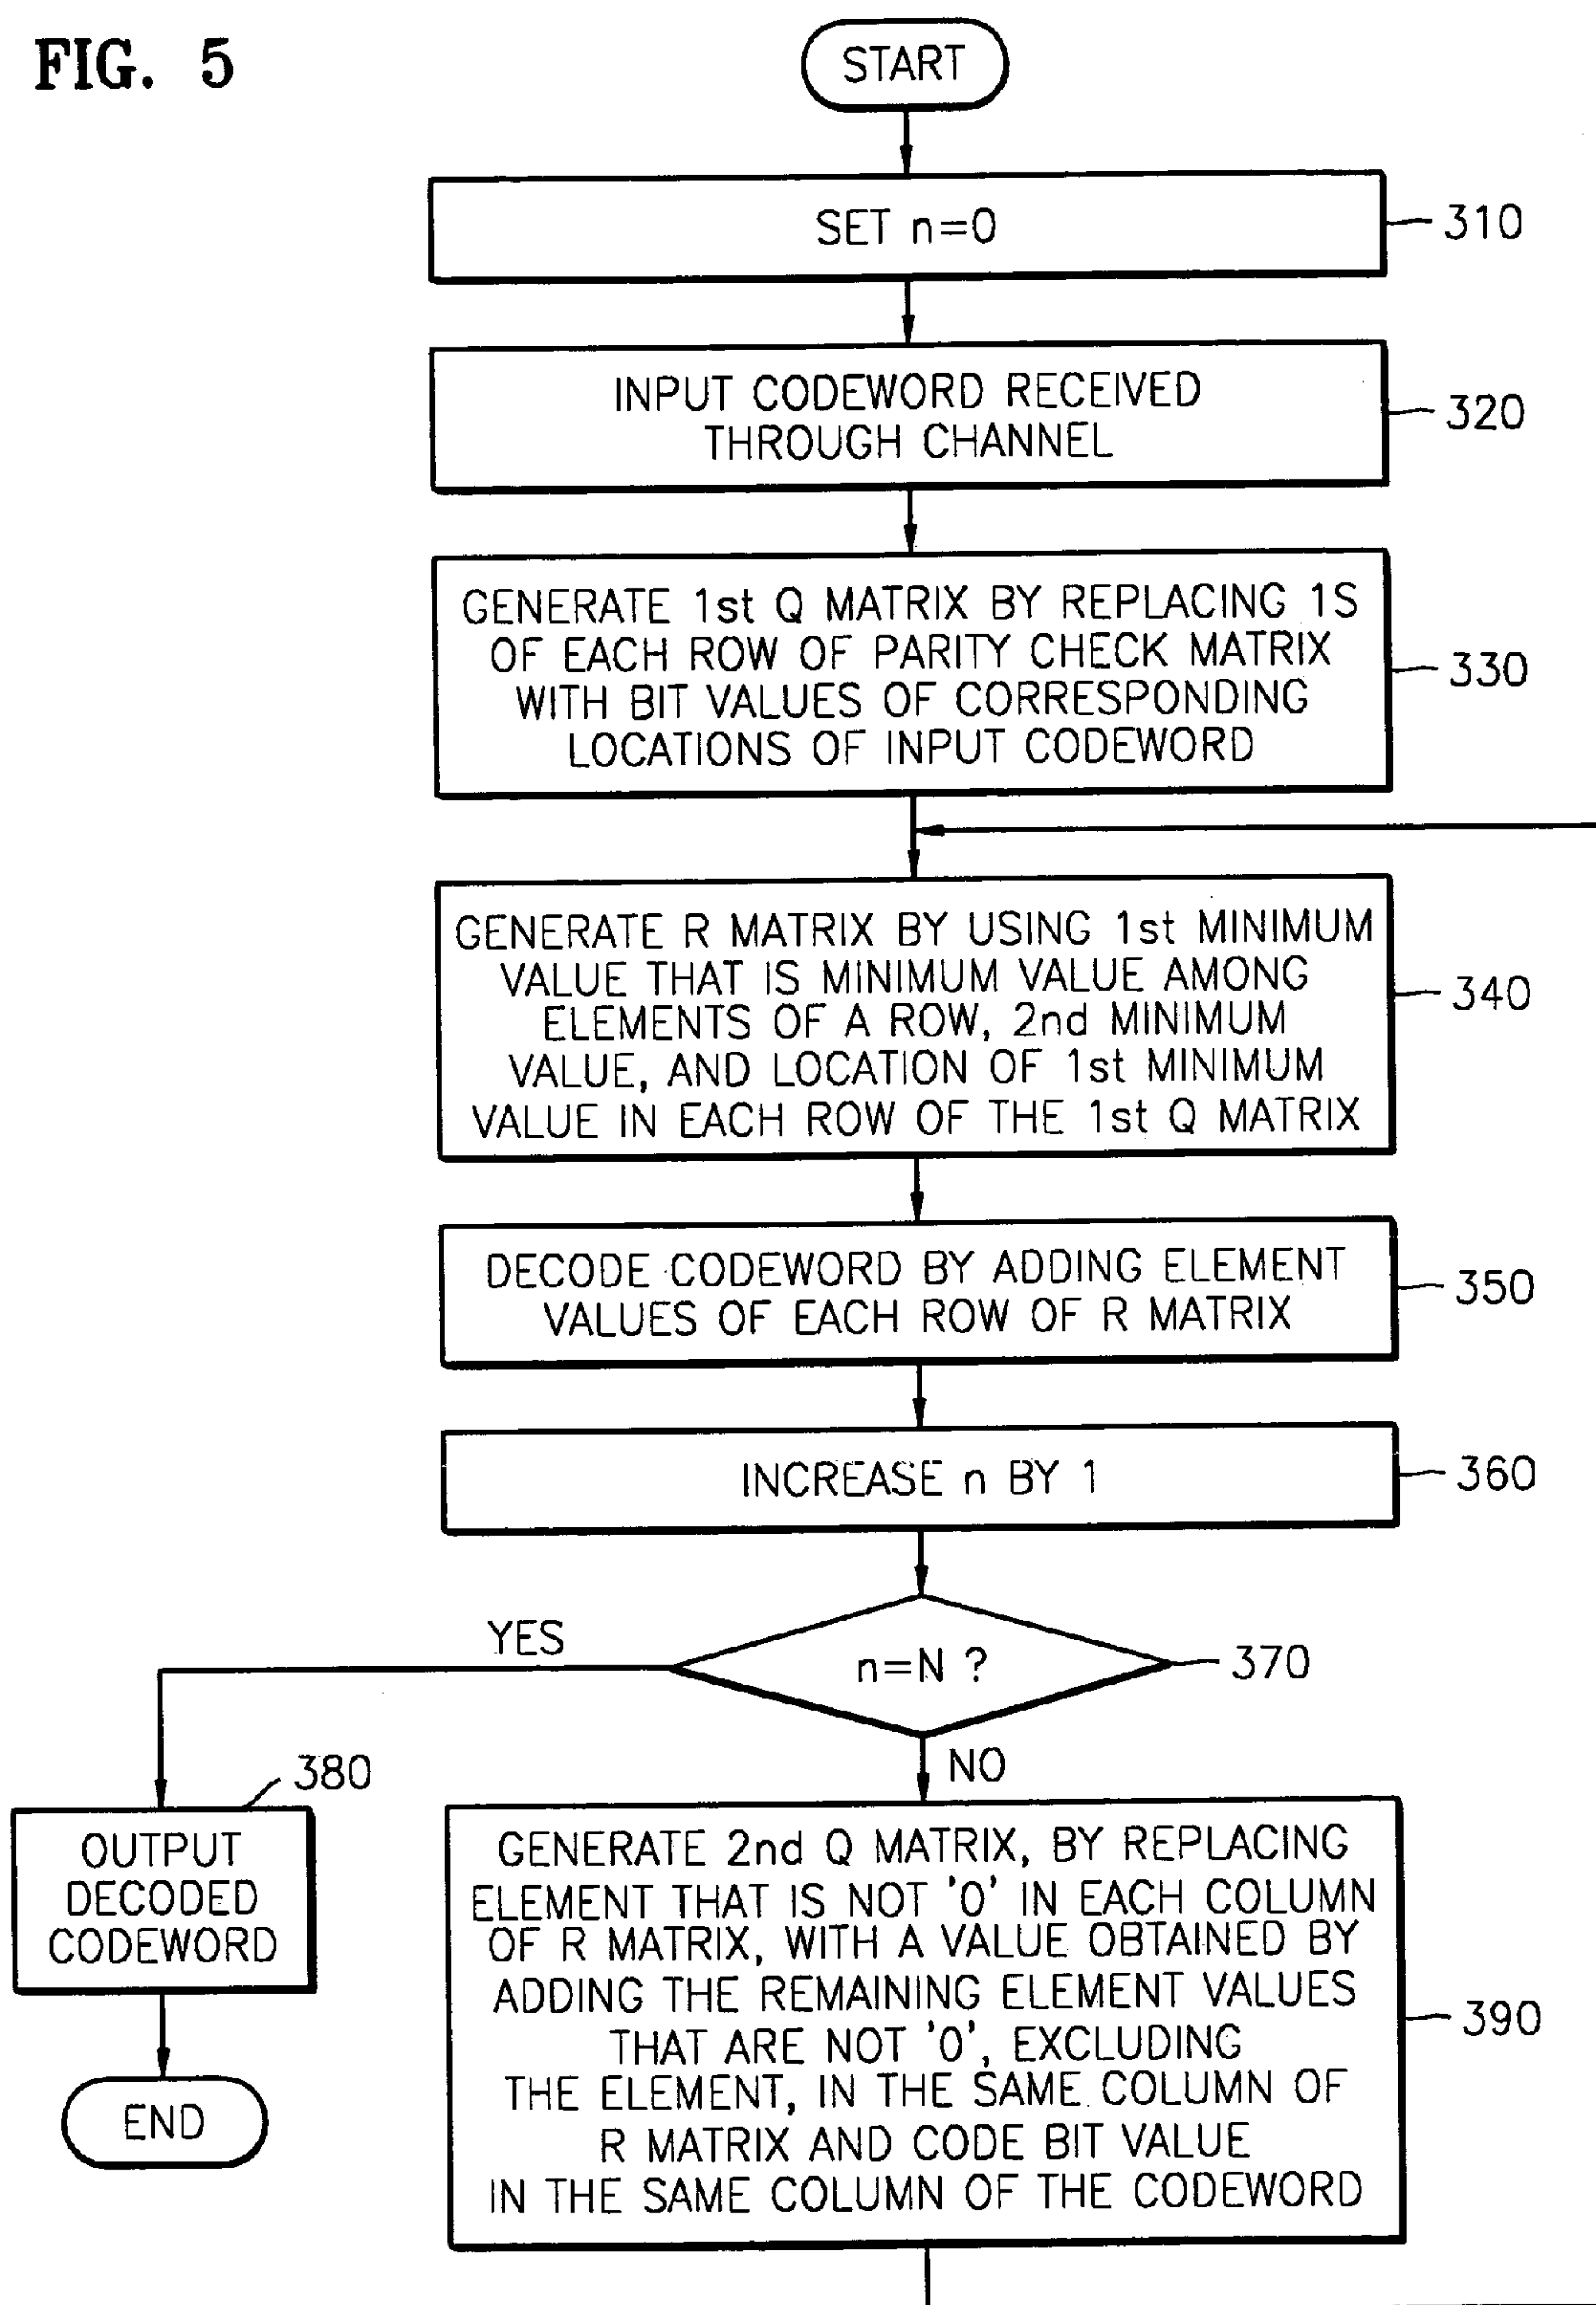 FIG. 5
START
SET n=0
310
INPUT CODEWORD RECEIVED
THROUGH CHANNEL
320
GENERATE 1st Q MATRIX BY REPLACING 1S
OF EACH ROW OF PARITY CHECK MATRIX
WITH BIT VALUES OF CORRESPONDING
LOCATIONS OF INPUT CODEWORD
330
GENERATE R MATRIX BY USING 1st MINIMUM
VALUE THAT IS MINIMUM VALUE AMONG
ELEMENTS OF A ROW, 2nd MINIMUM
VALUE, AND LOCATION OF 1st MINIMUM
VALUE IN EACH ROW OF THE 1st Q MATRIX
340
DECODE CODEWORD BY ADDING ELEMENT
VALUES OF EACH ROW OF R MATRIX
350
INCREASE n BY 1
360
n=N ?
370
YES
NO
380
OUTPUT
DECODED
CODEWORD
END
GENERATE 2nd Q MATRIX, BY REPLACING
ELEMENT THAT IS NOT '0' IN EACH COLUMN
OF R MATRIX, WITH A VALUE OBTAINED BY
ADDING THE REMAINING ELEMENT VALUES
THAT ARE NOT '0', EXCLUDING
THE ELEMENT, IN THE SAME COLUMN OF
R MATRIX AND CODE BIT VALUE
IN THE SAME COLUMN OF THE CODEWORD
390